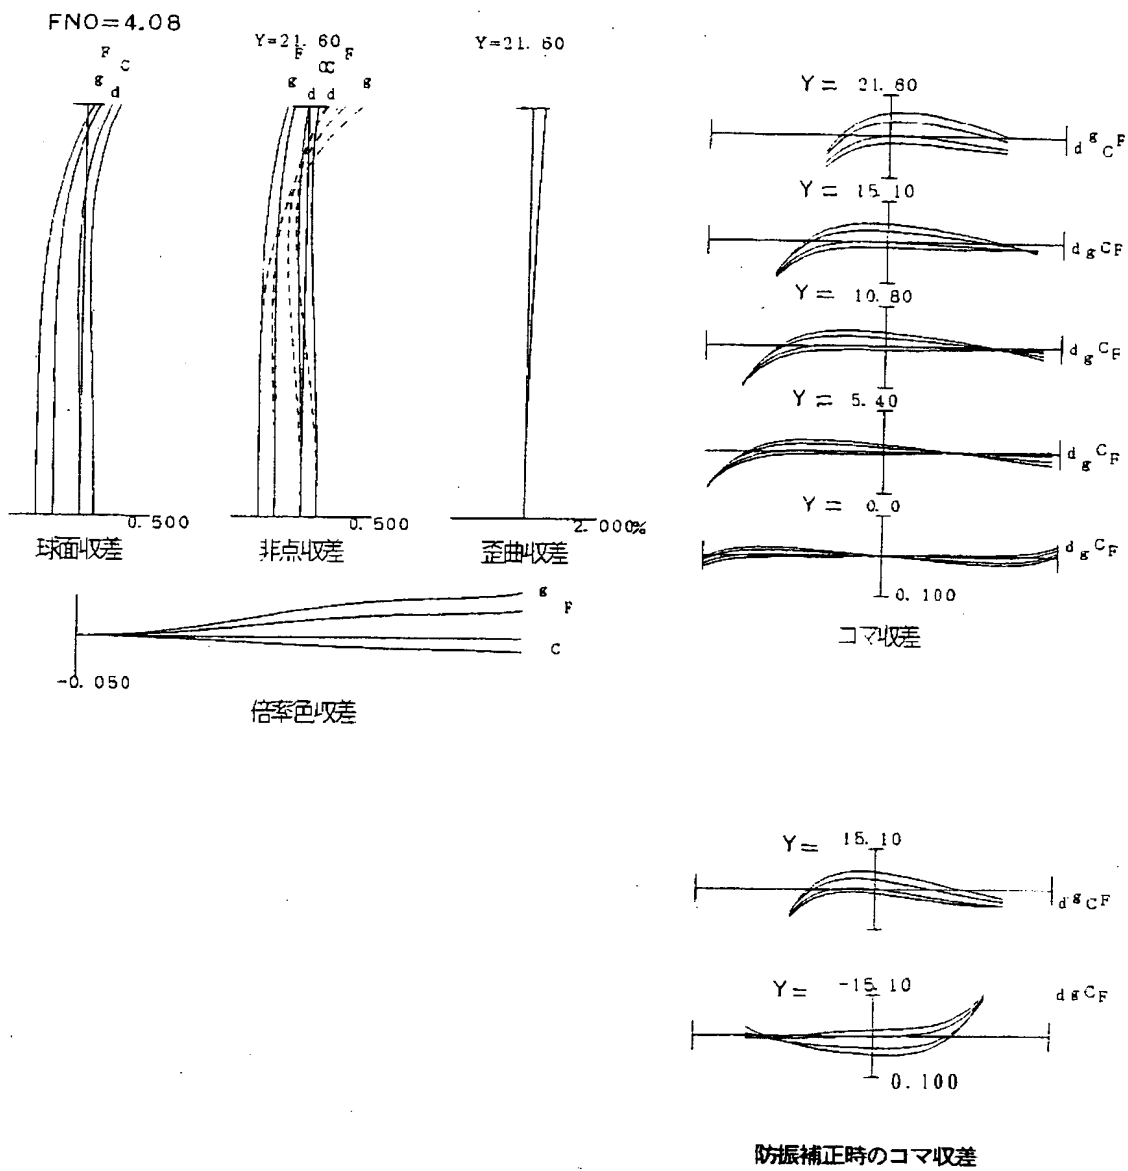 FNO=4.08
F C
g d
球面収差
0.500
Y=21.60
F CC F
g d d g
非点収差
0.500
Y=21.60
歪曲収差
2.000%
g
F
C
-0.050
倍率色収差
Y= 21.60
d g C F
Y= 15.10
d g C F
Y= 10.80
d g C F
Y= 5.40
d g C F
Y= 0.0
d g C F
0.100
コマ収差
Y= 15.10
d g C F
Y= -15.10
d g C F
0.100
防振補正時のコマ収差